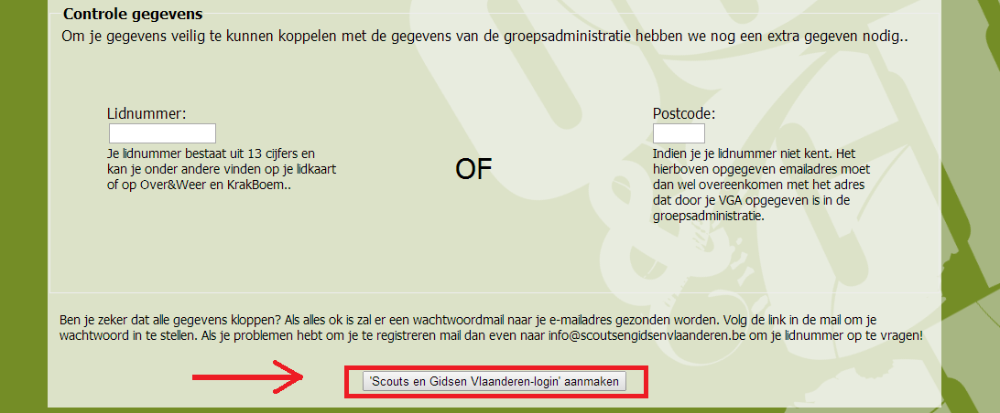 Controle gegevens
Om je gegevens veilig te kunnen koppelen met de gegevens van de groepsadministratie hebben we nog een extra gegeven nodig..
Lidnummer:
Je lidnummer bestaat uit 13 cijfers en
kan je onder andere vinden op je lidkaart
of op Over&Weer en KrakBoem..
OF
Postcode:
Indien je je lidnummer niet kent. Het
hierboven opgegeven emailadres moet
dan wel overeenkomen met het adres
dat door je VGA opgegeven is in de
groepsadministratie.
Ben je zeker dat alle gegevens kloppen? Als alles ok is zal er een wachtwoordmail naar je e-mailadres gezonden worden. Volg de link in de mail om je
wachtwoord in te stellen. Als je problemen hebt om je te registreren mail dan even naar info@scoutsengidsenvlaanderen.be om je lidnummer op te vragen!
'Scouts en Gidsen Vlaanderen-login' aanmaken